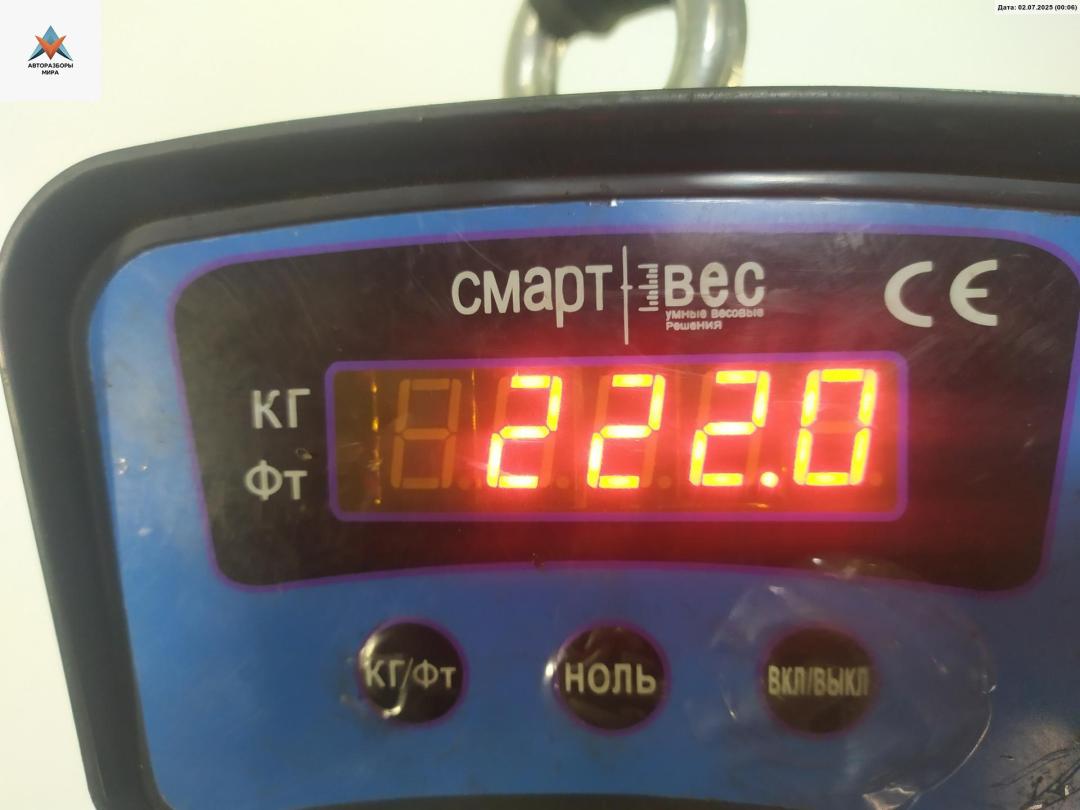 Дата: 02.07.2025 (00:06)
АВТОРАЗБОРЫ
МИРА
смарт вес
умные весовые
Решения
CE
КГ
Фт
222.0
КГ/Фт
НОЛЬ
ВКЛ/ВЫКЛ